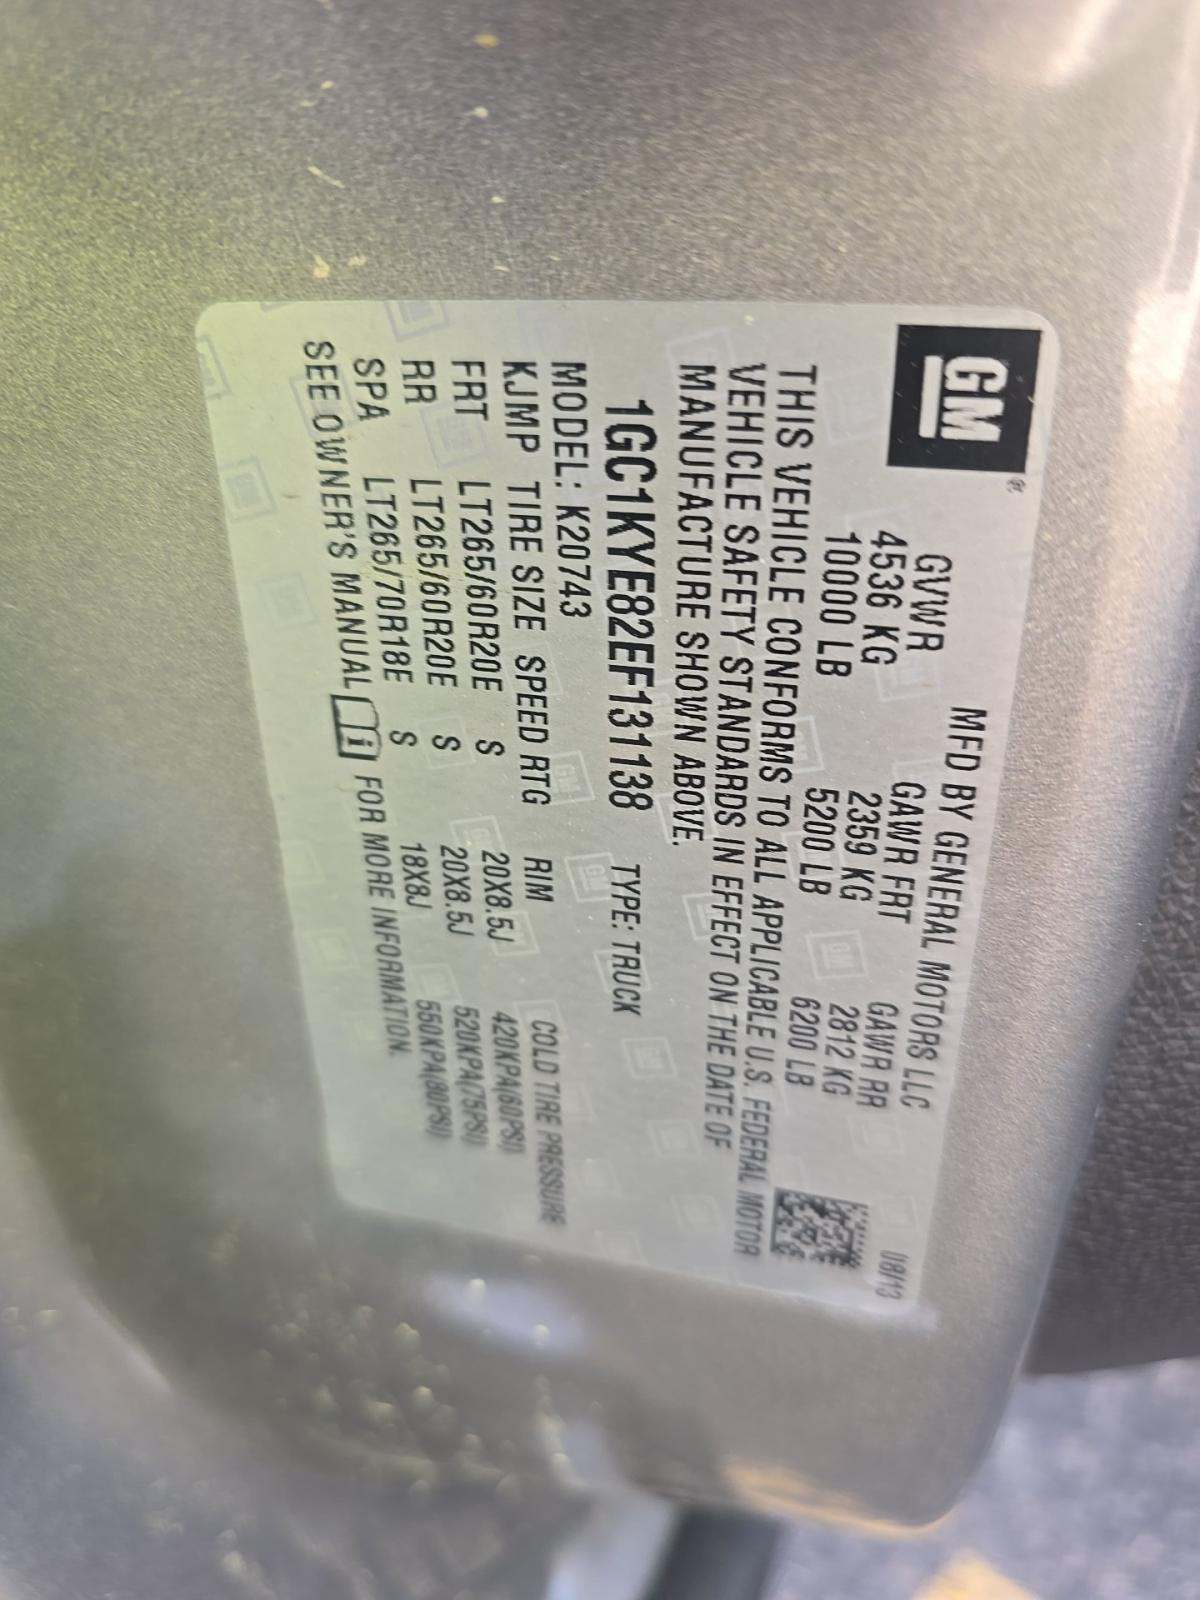 GM
®
MFD BY GENERAL MOTORS LLC 08/13
GVWR GAWR FRT GAWR RR
4536 KG 2359 KG 2812 KG
10000 LB 5200 LB 6200 LB
THIS VEHICLE CONFORMS TO ALL APPLICABLE U.S. FEDERAL MOTOR
VEHICLE SAFETY STANDARDS IN EFFECT ON THE DATE OF
MANUFACTURE SHOWN ABOVE.
1GC1KYE82EF131138 TYPE: TRUCK
MODEL: K20743
KJMP TIRE SIZE SPEED RTG RIM COLD TIRE PRESSURE
FRT LT265/60R20E S 20X8.5J 420KPA(60PSI)
RR LT265/60R20E S 20X8.5J 520KPA(75PSI)
SPA LT265/70R18E S 18X8J 550KPA(80PSI)
SEE OWNER'S MANUAL i FOR MORE INFORMATION.